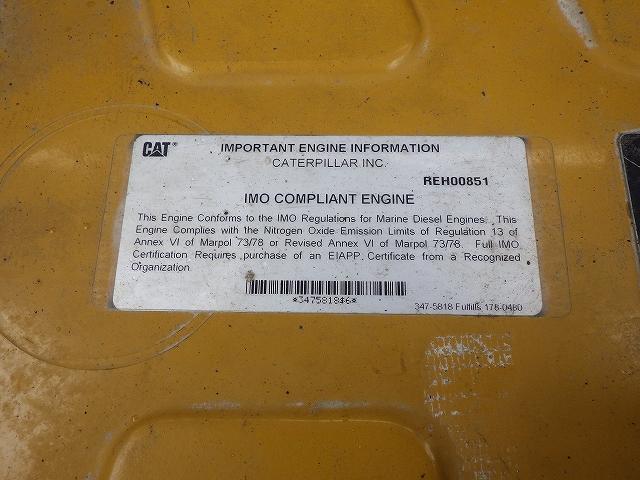 CAT® IMPORTANT ENGINE INFORMATION
CATERPILLAR INC.
REH00851
IMO COMPLIANT ENGINE
This Engine Conforms to the IMO Regulations for Marine Diesel Engines. This
Engine Complies with the Nitrogen Oxide Emission Limits of Regulation 13 of
Annex VI of Marpol 73/78 or Revised Annex VI of Marpol 73/78. Full IMO
Certification Requires purchase of an EIAPP Certificate from a Recognized
Organization.
*3475818$6*
347-5818 Fulfills 178-0480